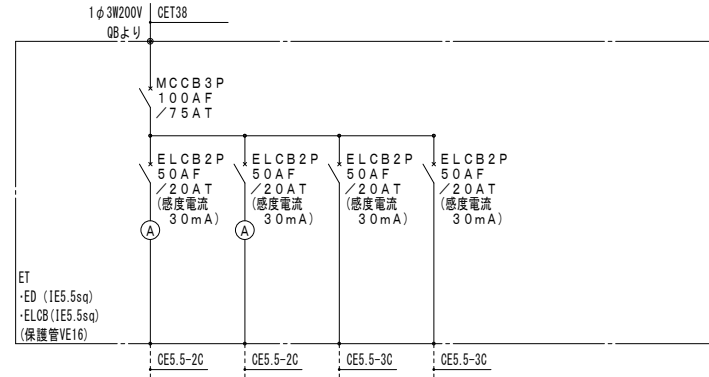 1φ3W200V
CET38
QBより
MCCB3P
100AF
/75AT
ELCB2P
50AF
/20AT
(感度電流
30mA)
A
ELCB2P
50AF
/20AT
(感度電流
30mA)
A
ELCB2P
50AF
/20AT
(感度電流
30mA)
ELCB2P
50AF
/20AT
(感度電流
30mA)
ET
・ED (IE5.5sq)
・ELCB(IE5.5sq)
(保護管VE16)
CE5.5-2C
CE5.5-2C
CE5.5-3C
CE5.5-3C